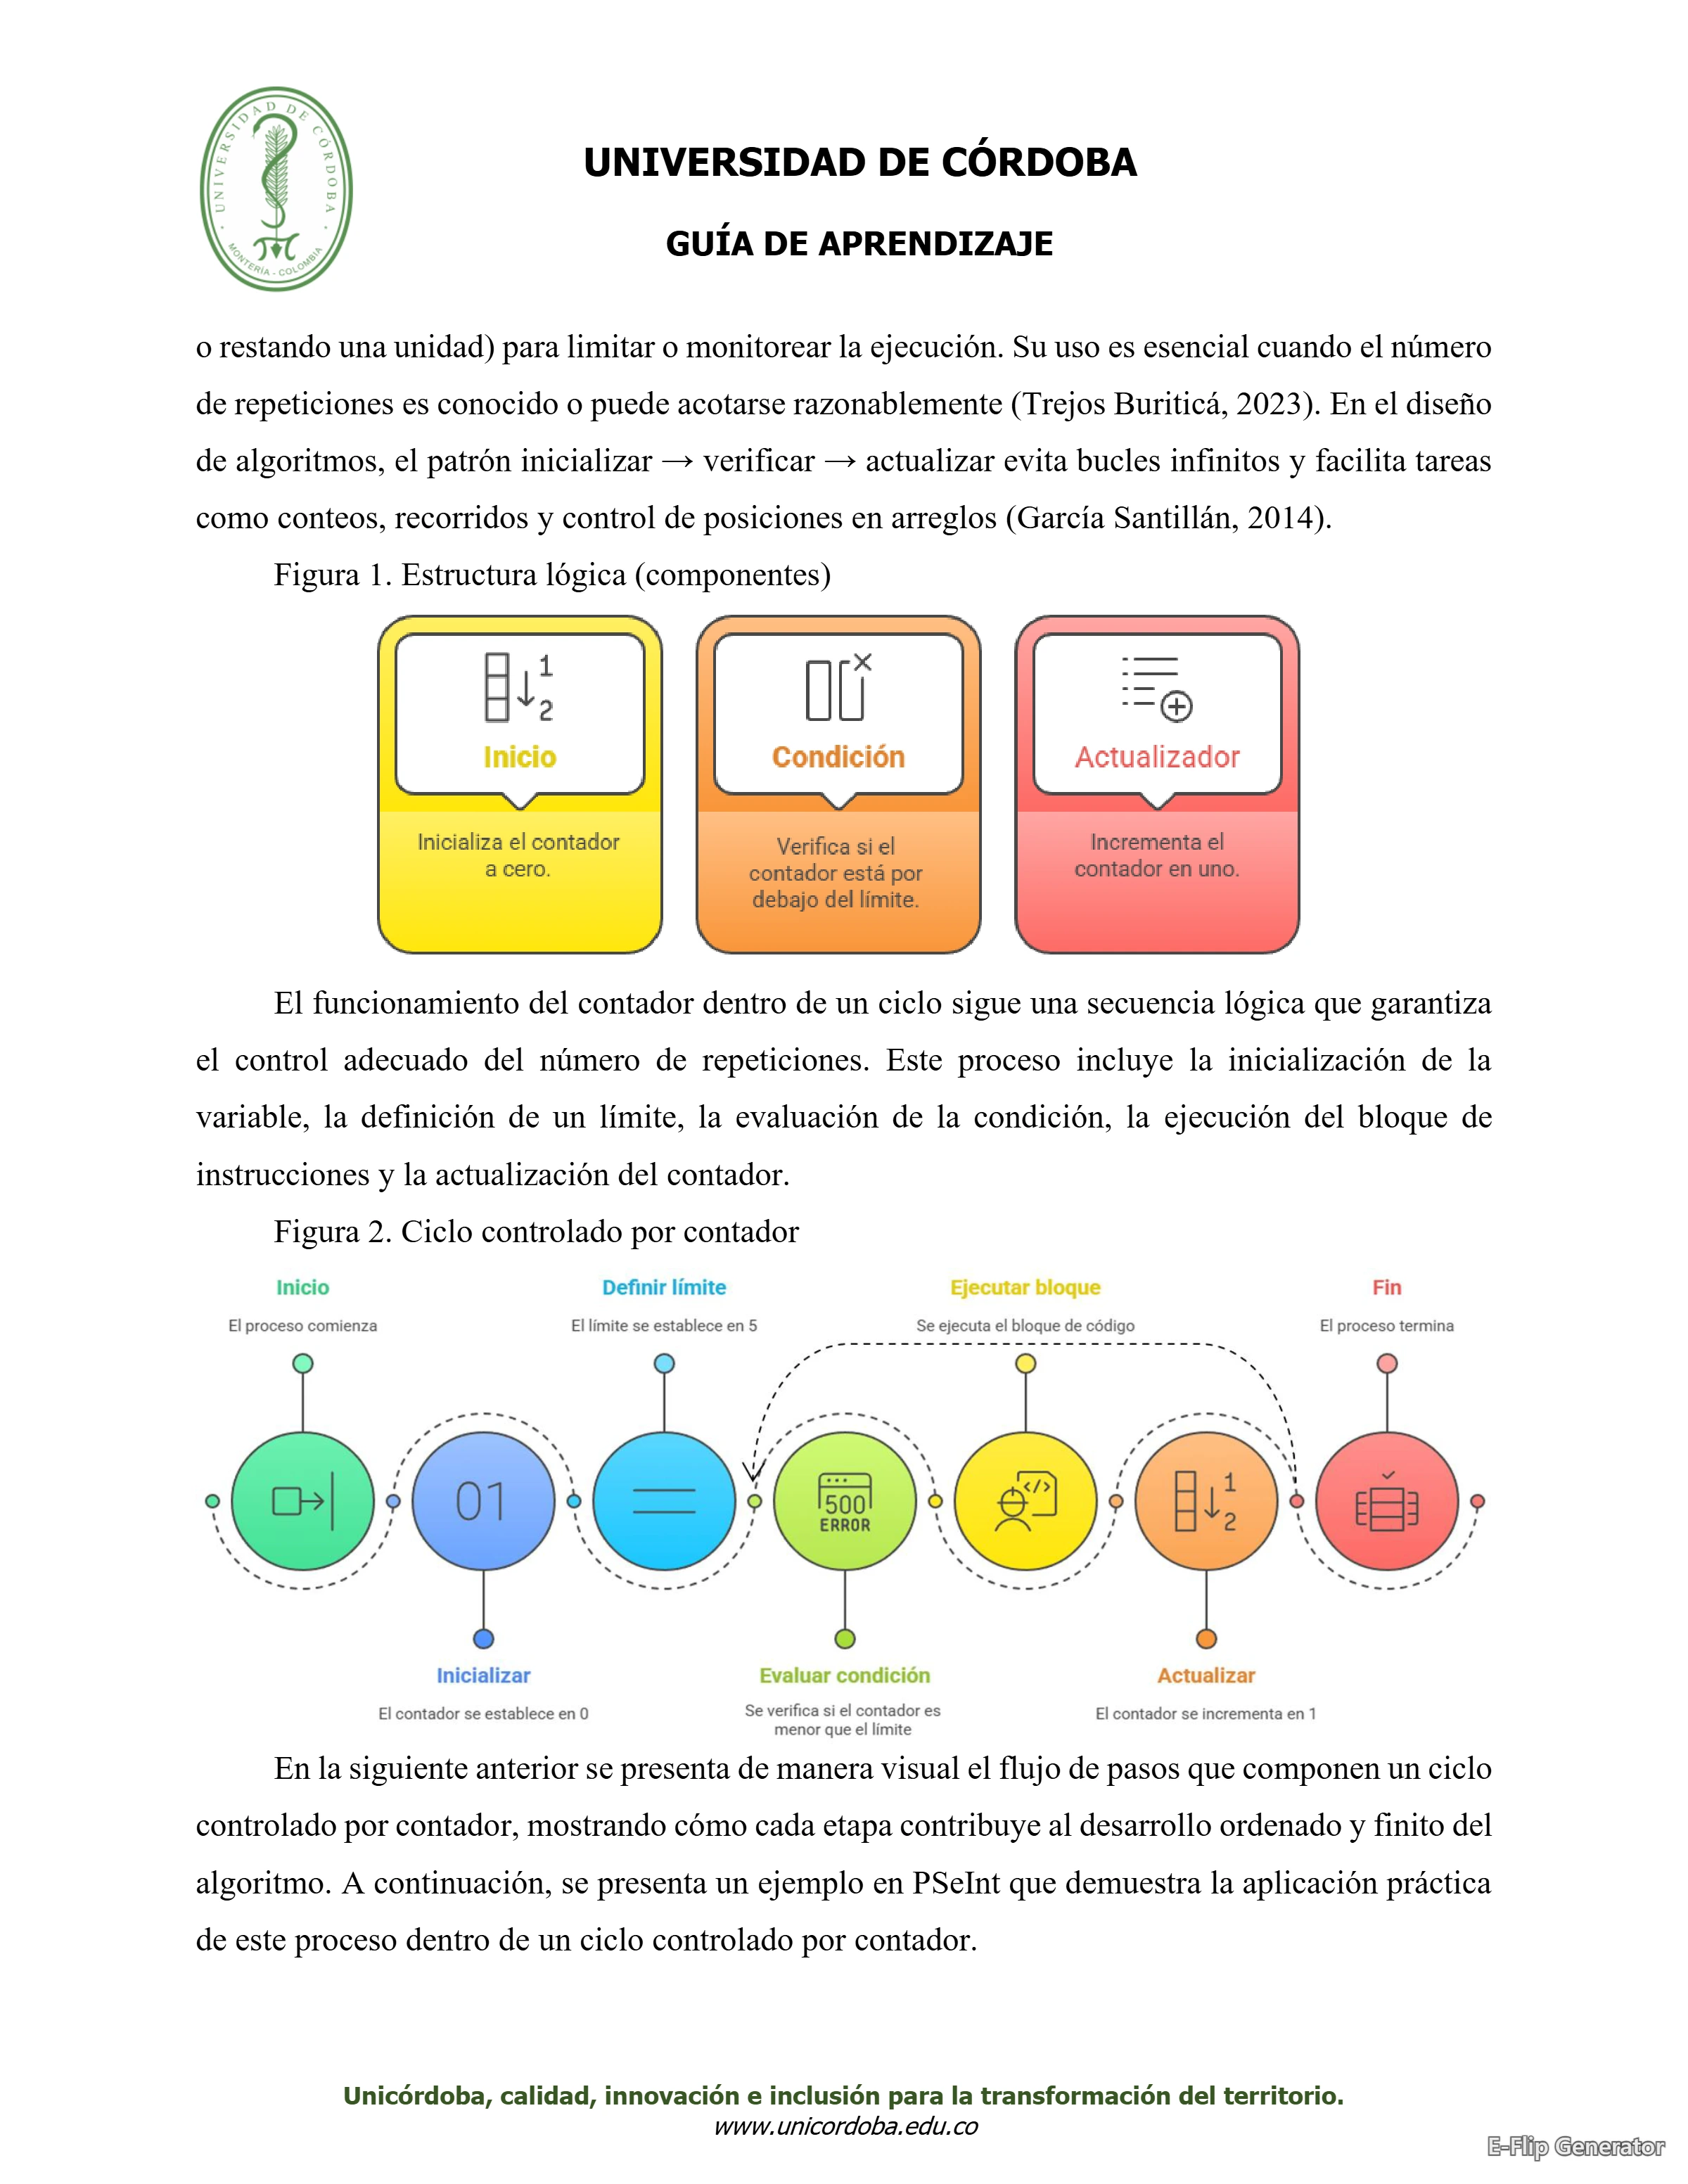 UNIVERSIDAD DE CÓRDOBA
MONTERÍA - COLOMBIA
UNIVERSIDAD DE CÓRDOBA
GUÍA DE APRENDIZAJE
o restando una unidad) para limitar o monitorear la ejecución. Su uso es esencial cuando el número
de repeticiones es conocido o puede acotarse razonablemente (Trejos Buriticá, 2023). En el diseño
de algoritmos, el patrón inicializar → verificar → actualizar evita bucles infinitos y facilita tareas
como conteos, recorridos y control de posiciones en arreglos (García Santillán, 2014).
Figura 1. Estructura lógica (componentes)
1
2
Inicio
Inicializa el contador
a cero.
Condición
Verifica si el
contador está por
debajo del límite.
Actualizador
Incrementa el
contador en uno.
El funcionamiento del contador dentro de un ciclo sigue una secuencia lógica que garantiza
el control adecuado del número de repeticiones. Este proceso incluye la inicialización de la
variable, la definición de un límite, la evaluación de la condición, la ejecución del bloque de
instrucciones y la actualización del contador.
Figura 2. Ciclo controlado por contador
Inicio
El proceso comienza
Definir límite
El límite se establece en 5
Ejecutar bloque
Se ejecuta el bloque de código
Fin
El proceso termina
01
500
ERROR
</>
1
2
Inicializar
El contador se establece en 0
Evaluar condición
Se verifica si el contador es
menor que el límite
Actualizar
El contador se incrementa en 1
En la siguiente anterior se presenta de manera visual el flujo de pasos que componen un ciclo
controlado por contador, mostrando cómo cada etapa contribuye al desarrollo ordenado y finito del
algoritmo. A continuación, se presenta un ejemplo en PSeInt que demuestra la aplicación práctica
de este proceso dentro de un ciclo controlado por contador.
Unicórdoba, calidad, innovación e inclusión para la transformación del territorio.
www.unicordoba.edu.co
E-Flip Generator